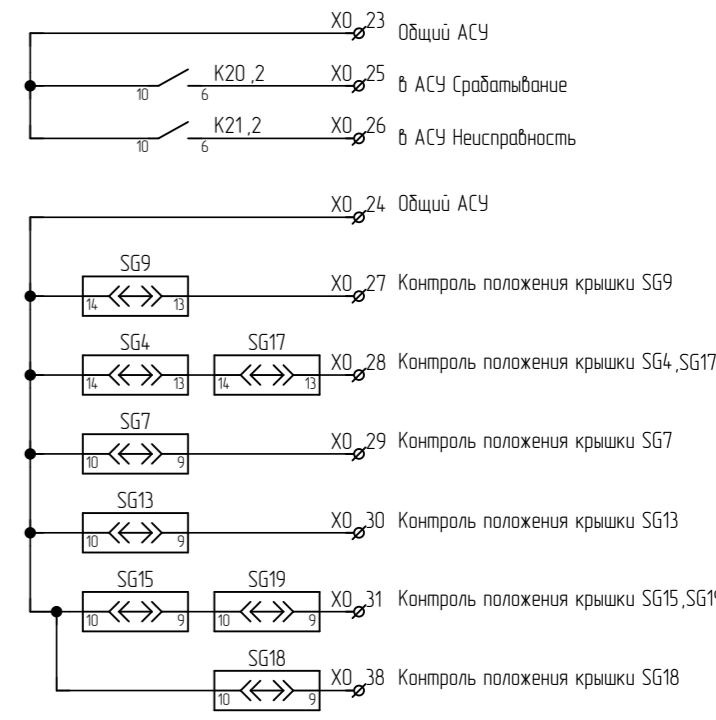 X0 23 Общий АСУ
K20,2 X0 25 в АСУ Срабатывание
10 6
K21,2 X0 26 в АСУ Неисправность
10 6
X0 24 Общий АСУ
SG9
X0 27 Контроль положения крышки SG9
14 13
SG4 SG17
X0 28 Контроль положения крышки SG4,SG17
14 13 14 13
SG7
X0 29 Контроль положения крышки SG7
10 9
SG13
X0 30 Контроль положения крышки SG13
10 9
SG15 SG19
X0 31 Контроль положения крышки SG15,SG19
10 9 10 9
SG18
X0 38 Контроль положения крышки SG18
10 9